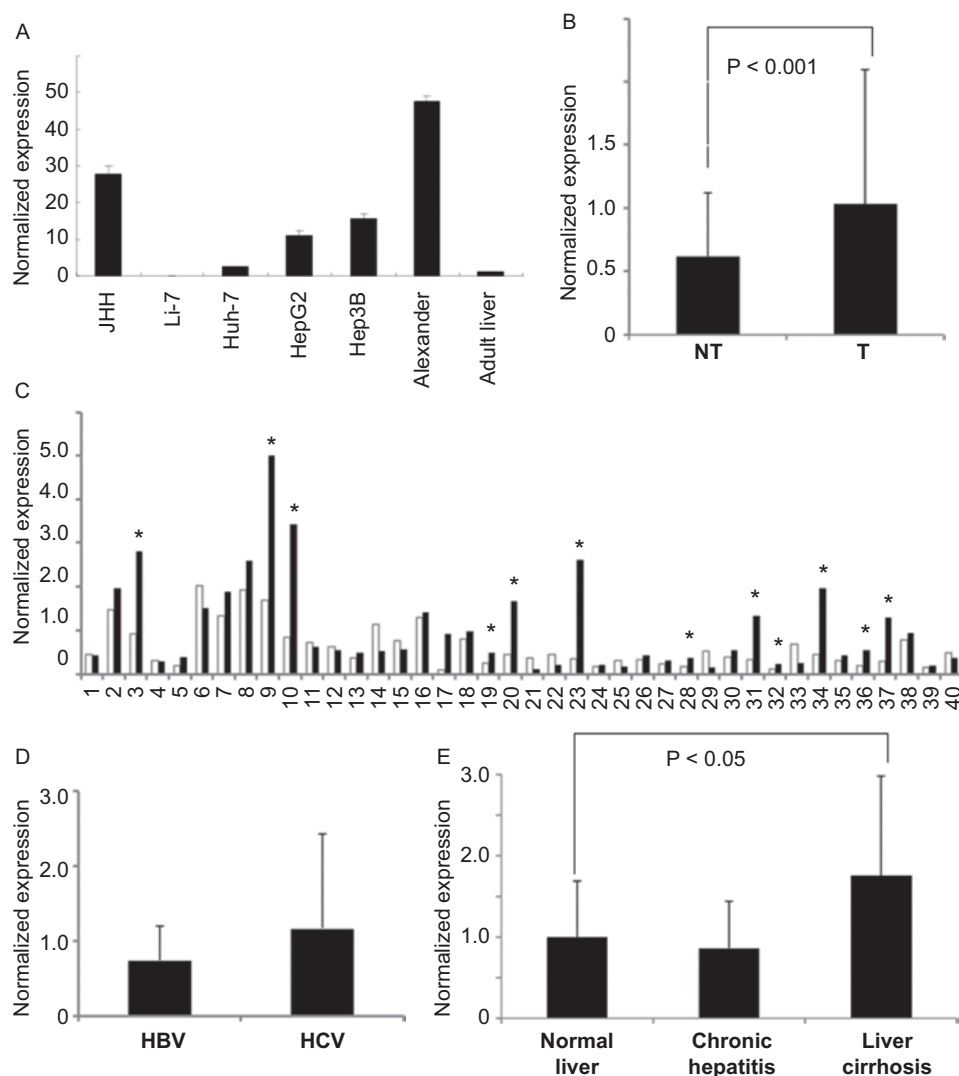 A
Normalized expression
50
40
30
20
10
0
JHH
Li-7
Huh-7
HepG2
Hep3B
Alexander
Adult liver
B
P < 0.001
Normalized expression
1.5
1.0
0.5
0
NT
T
C
Normalized expression
5.0
4.0
3.0
2.0
1.0
0
* * * * * * * * * * * *
1 2 3 4 5 6 7 8 9 10 11 12 13 14 15 16 17 18 19 20 21 22 23 24 25 26 27 28 29 30 31 32 33 34 35 36 37 38 39 40
D
Normalized expression
3.0
2.0
1.0
0
HBV
HCV
E
P < 0.05
Normalized expression
3.0
2.0
1.0
0
Normal liver
Chronic hepatitis
Liver cirrhosis